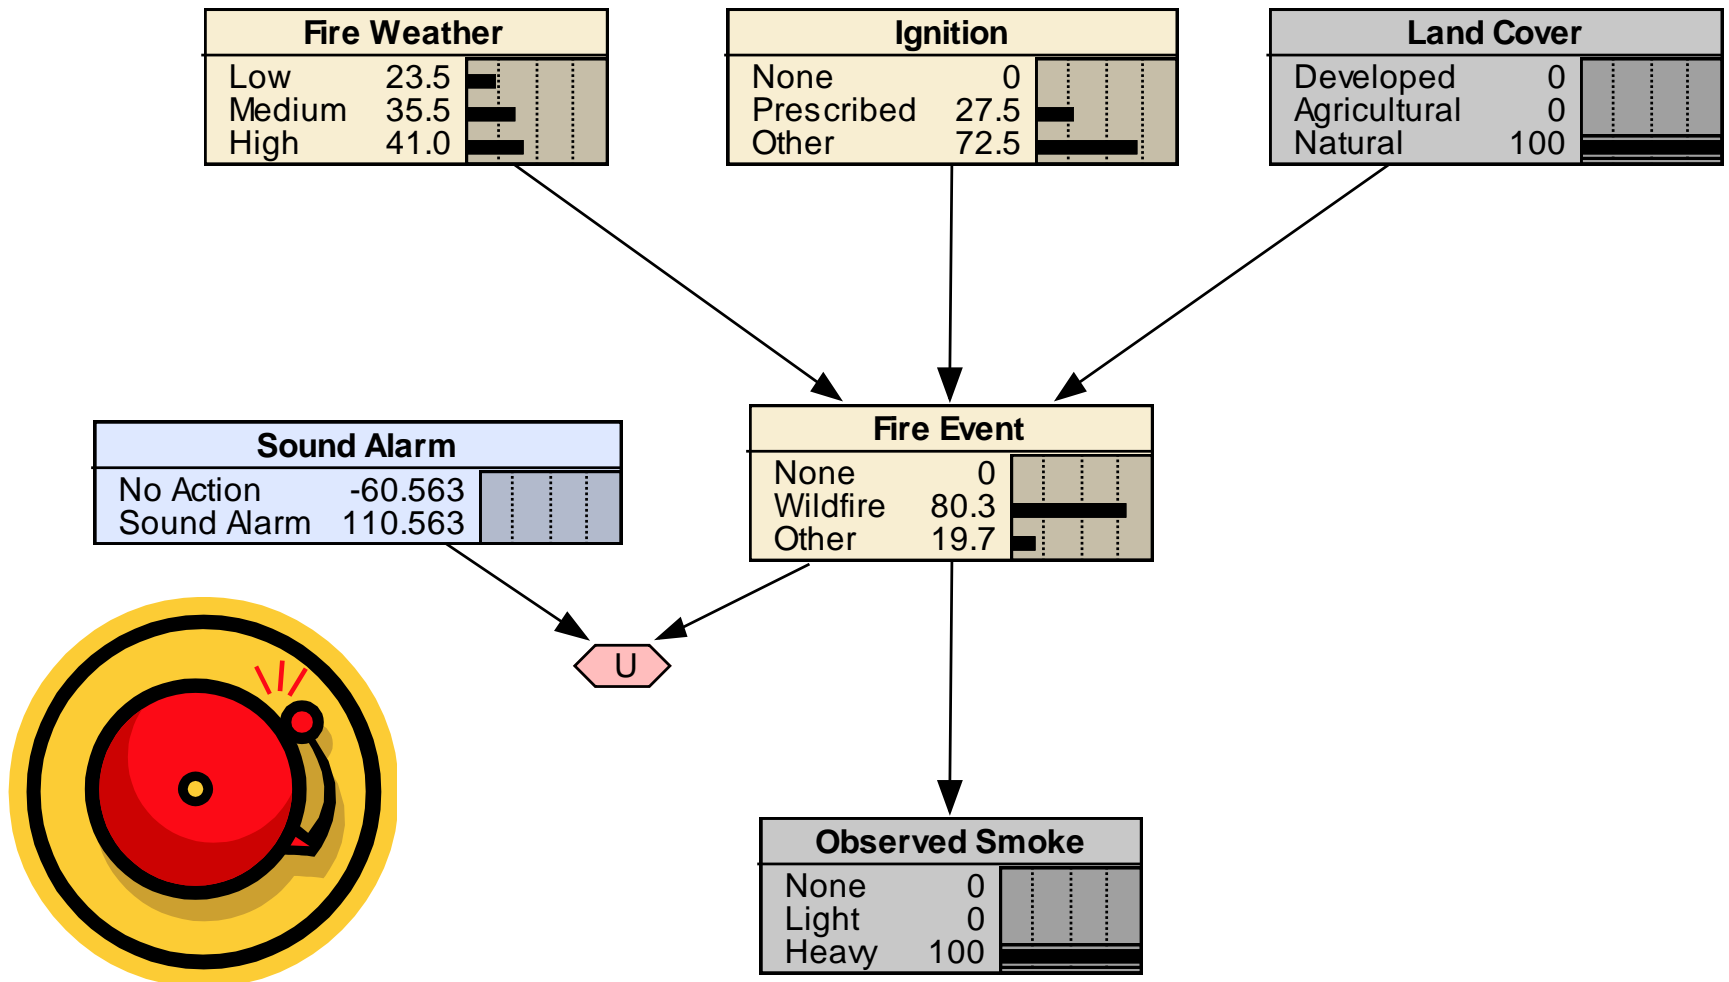 Fire Weather
Low 23.5
Medium 35.5
High 41.0
Ignition
None 0
Prescribed 27.5
Other 72.5
Land Cover
Developed 0
Agricultural 0
Natural 100
Sound Alarm
No Action -60.563
Sound Alarm 110.563
Fire Event
None 0
Wildfire 80.3
Other 19.7
U
Observed Smoke
None 0
Light 0
Heavy 100